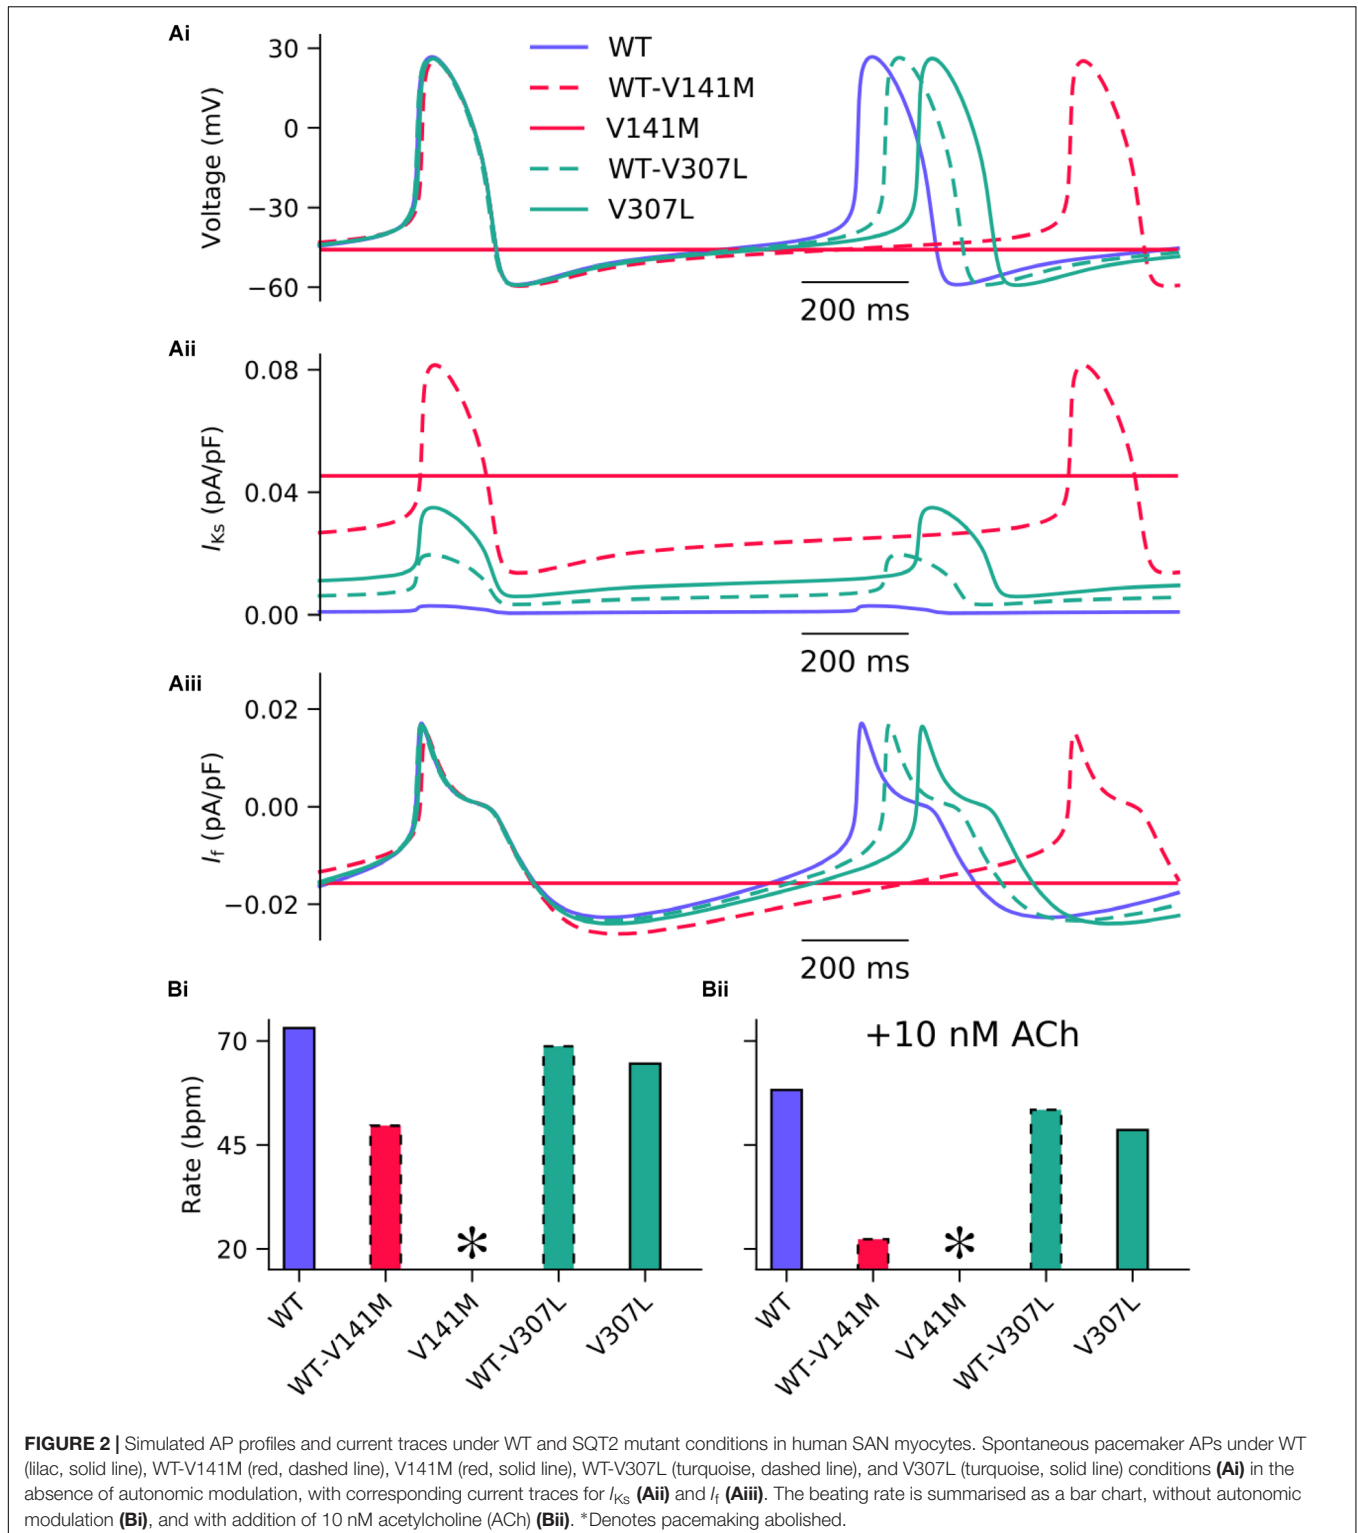 Ai
30
0
−30
−60
Voltage (mV)
WT
WT-V141M
V141M
WT-V307L
V307L
200 ms
Aii
0.08
0.04
0.00
IKs (pA/pF)
200 ms
Aiii
0.02
0.00
−0.02
If (pA/pF)
200 ms
Bi
70
45
20
Rate (bpm)
*
WT
WT-V141M
V141M
WT-V307L
V307L
Bii
+10 nM ACh
*
WT
WT-V141M
V141M
WT-V307L
V307L
FIGURE 2 | Simulated AP profiles and current traces under WT and SQT2 mutant conditions in human SAN myocytes. Spontaneous pacemaker APs under WT
(lilac, solid line), WT-V141M (red, dashed line), V141M (red, solid line), WT-V307L (turquoise, dashed line), and V307L (turquoise, solid line) conditions (Ai) in the
absence of autonomic modulation, with corresponding current traces for IKs (Aii) and If (Aiii). The beating rate is summarised as a bar chart, without autonomic
modulation (Bi), and with addition of 10 nM acetylcholine (ACh) (Bii). *Denotes pacemaking abolished.